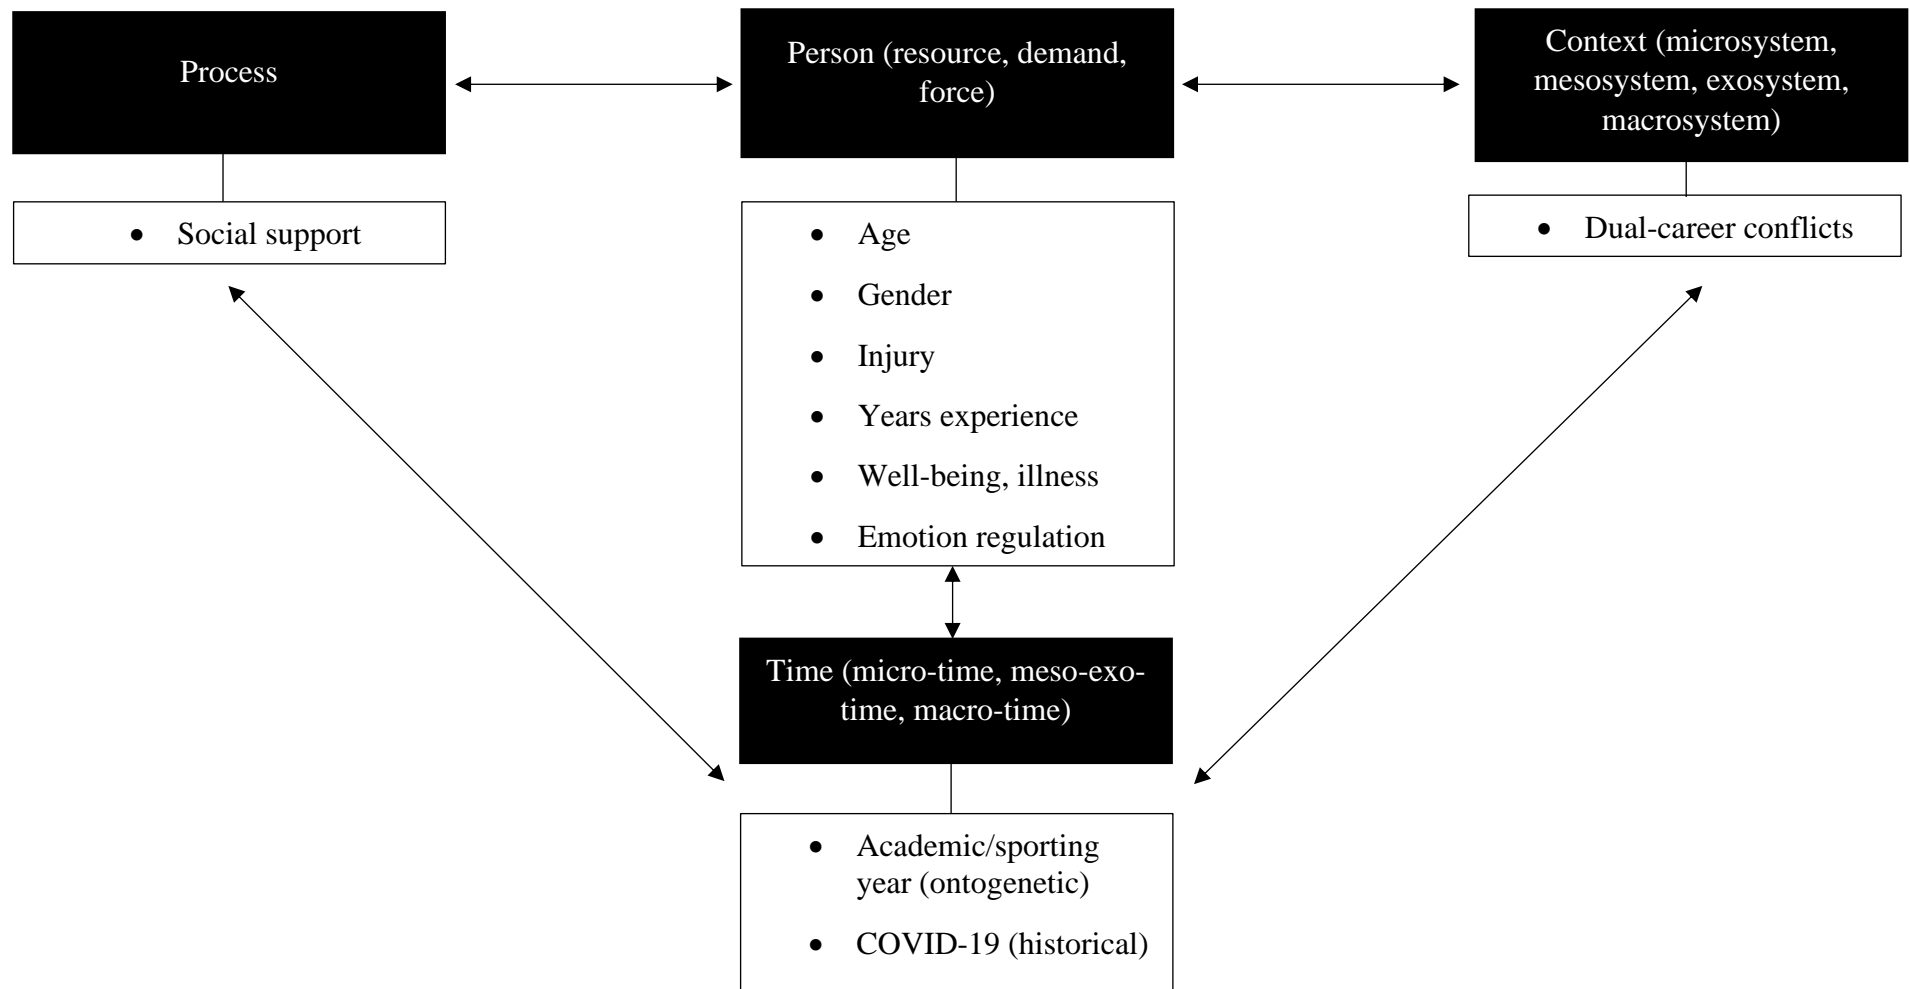 Process
Person (resource, demand,
force)
Context (microsystem,
mesosystem, exosystem,
macrosystem)
• Social support
• Age
• Gender
• Injury
• Years experience
• Well-being, illness
• Emotion regulation
• Dual-career conflicts
Time (micro-time, meso-exo-
time, macro-time)
• Academic/sporting
year (ontogenetic)
• COVID-19 (historical)